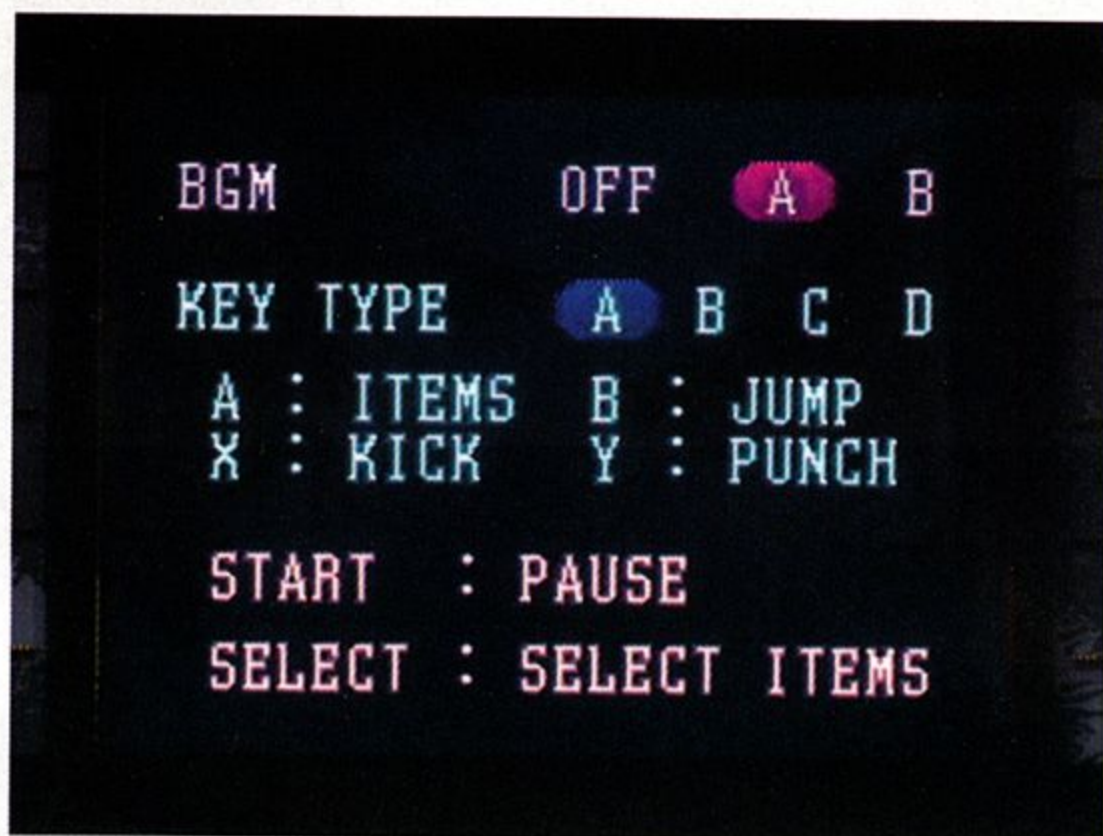 BGM OFF A B
KEY TYPE A B C D
A : ITEMS B : JUMP
X : KICK Y : PUNCH
START : PAUSE
SELECT : SELECT ITEMS